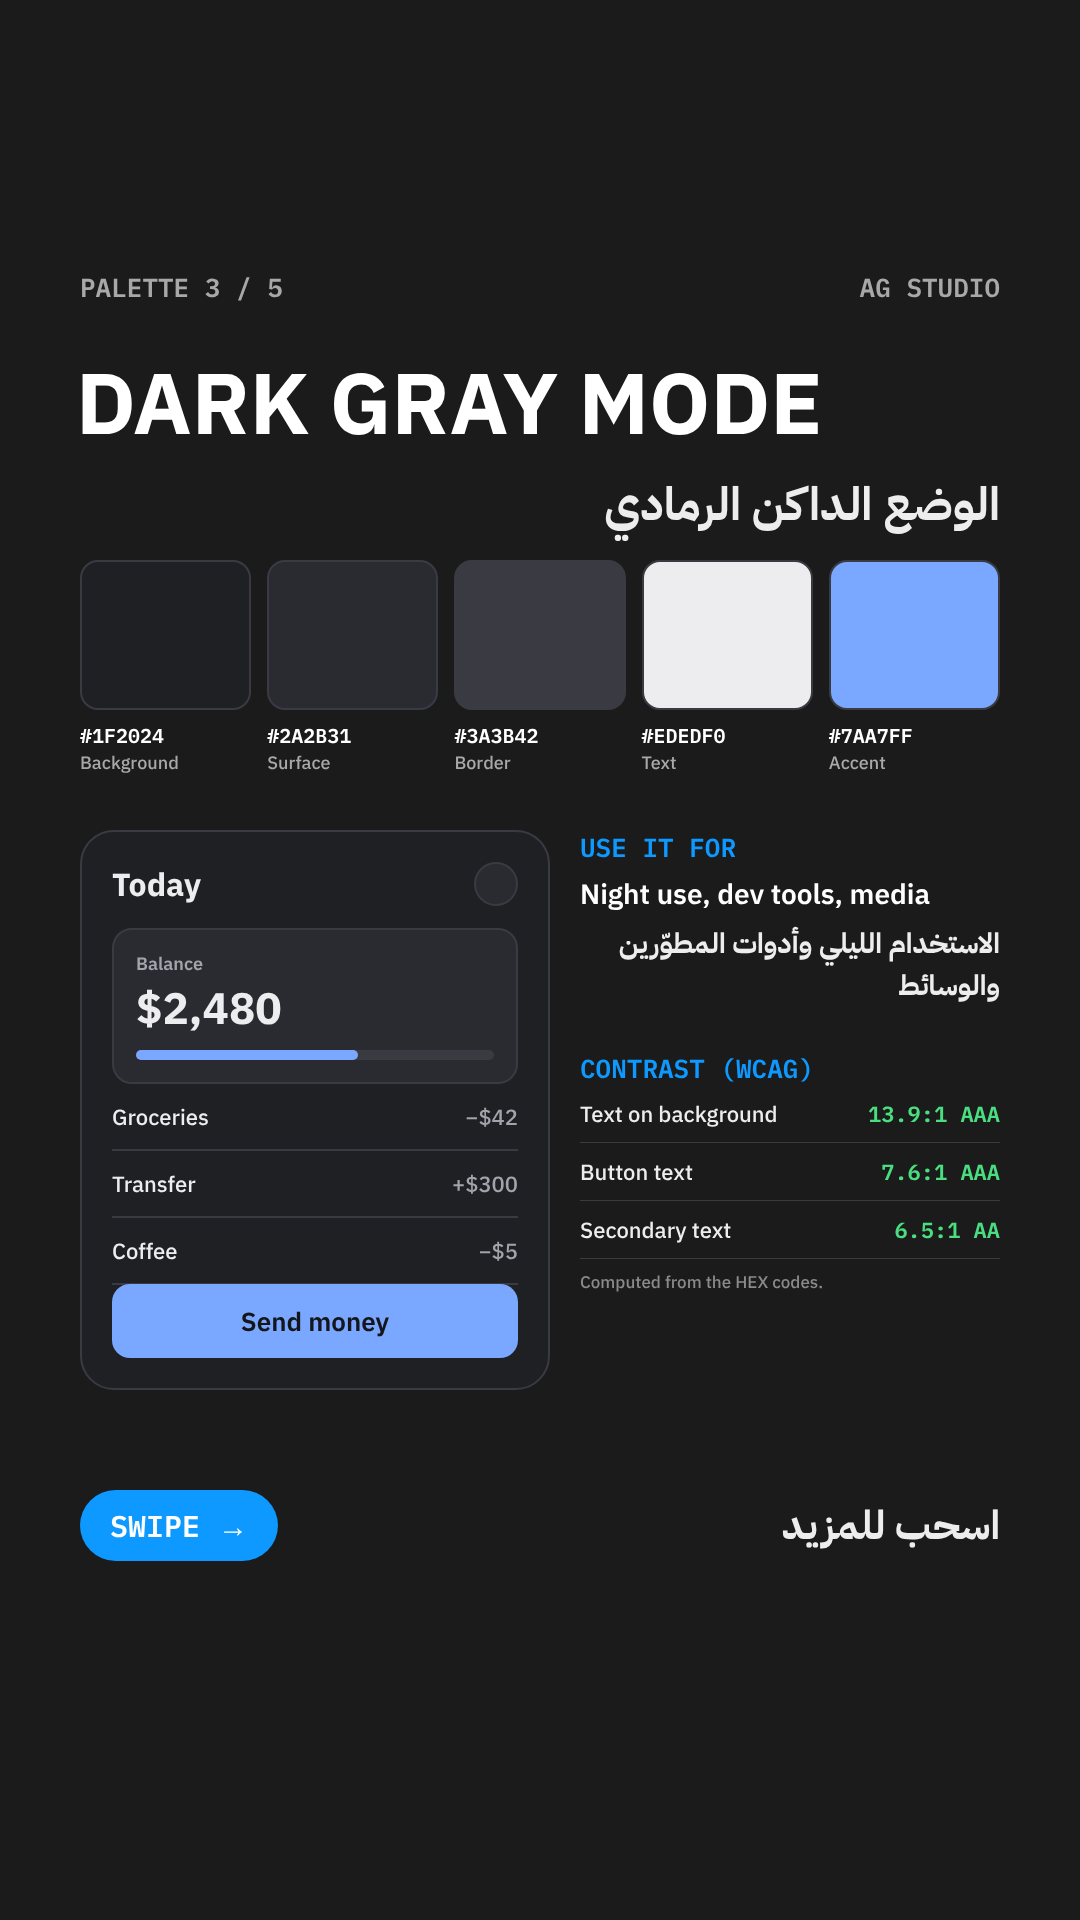 PALETTE 3 / 5
AG STUDIO
DARK GRAY MODE
الوضع الداكن الرمادي
#1F2024
Background
#2A2B31
Surface
#3A3B42
Border
#EDEDF0
Text
#7AA7FF
Accent
Today
Balance
$2,480
Groceries −$42
Transfer +$300
Coffee −$5
Send money
USE IT FOR
Night use, dev tools, media
الاستخدام الليلي وأدوات المطوّرين
والوسائط
CONTRAST (WCAG)
Text on background 13.9:1 AAA
Button text 7.6:1 AAA
Secondary text 6.5:1 AA
Computed from the HEX codes.
SWIPE →
اسحب للمزيد